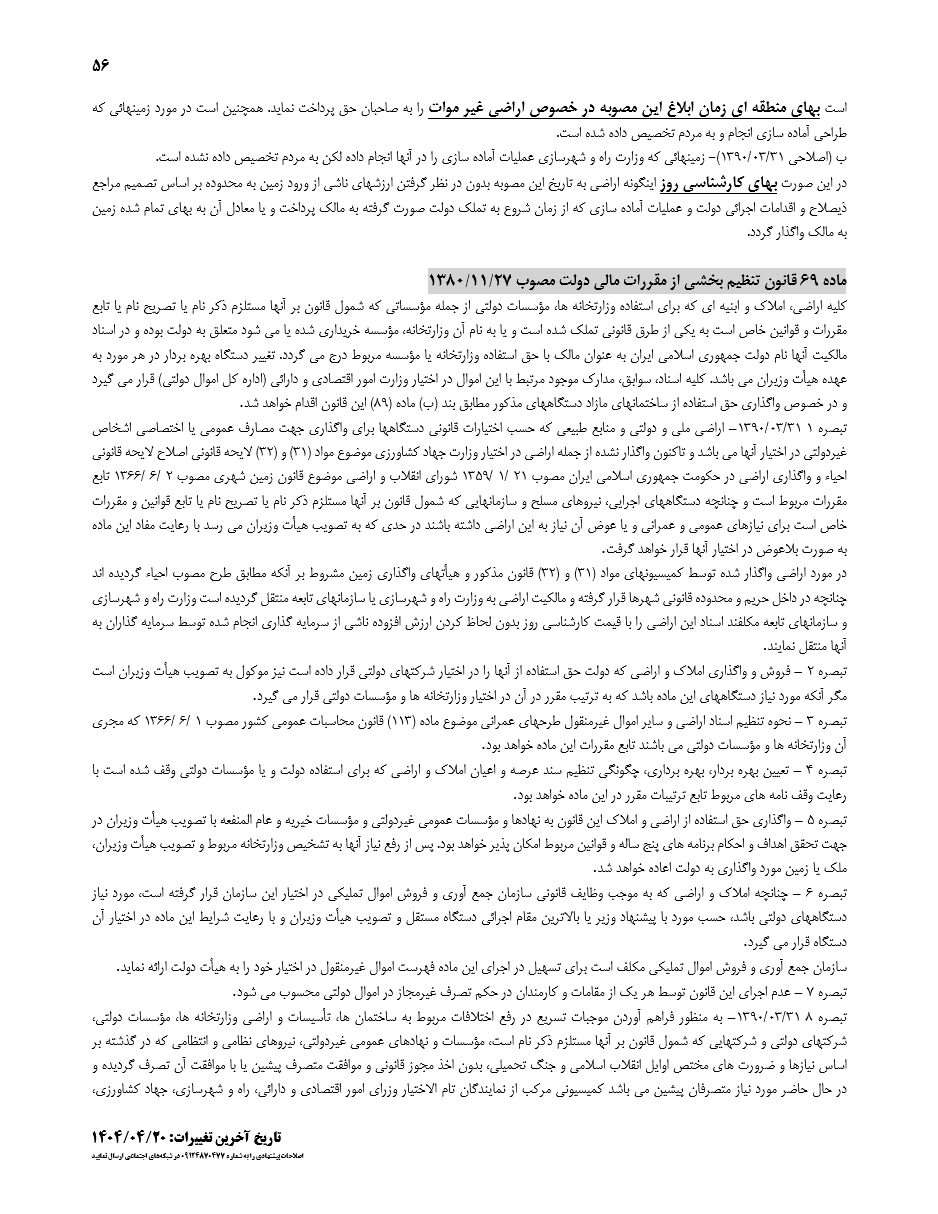 ۵۶
است بهای منطقه ای زمان ابلاغ این مصوبه در خصوص اراضی غیر موات را به صاحبان حق پرداخت نماید. همچنین است در مورد زمینهائی که
طراحی آماده سازی انجام و به مردم تخصیص داده شده است.
ب (اصلاحی ۱۳۹۰/۰۳/۳۱)- زمینهائی که وزارت راه و شهرسازی عملیات آماده سازی را در آنها انجام داده لکن به مردم تخصیص داده نشده است.
در این صورت بهای کارشناسی روز اینگونه اراضی به تاریخ این مصوبه بدون در نظر گرفتن ارزشهای ناشی از ورود زمین به محدوده بر اساس تصمیم مراجع
ذیصلاح و اقدامات اجرائی دولت و عملیات آماده سازی که از زمان شروع به تملک دولت صورت گرفته به مالک پرداخت و یا معادل آن به بهای تمام شده زمین
به مالک واگذار گردد.
ماده ۶۹ قانون تنظیم بخشی از مقررات مالی دولت مصوب ۱۳۸۰/۱۱/۲۷
کلیه اراضی، املاک و ابنیه ای که برای استفاده وزارتخانه ها، مؤسسات دولتی از جمله مؤسساتی که شمول قانون بر آنها مستلزم ذکر نام یا تصریح نام یا تابع
مقررات و قوانین خاص است به یکی از طرق قانونی تملک شده است و یا به نام آن وزارتخانه، مؤسسه خریداری شده یا می شود متعلق به دولت بوده و در اسناد
مالکیت آنها نام دولت جمهوری اسلامی ایران به عنوان مالک با حق استفاده وزارتخانه یا مؤسسه مربوط درج می گردد. تغییر دستگاه بهره بردار در هر مورد به
عهده هیأت وزیران می باشد. کلیه اسناد، سوابق، مدارک موجود مرتبط با این اموال در اختیار وزارت امور اقتصادی و دارائی (اداره کل اموال دولتی) قرار می گیرد
و در خصوص واگذاری حق استفاده از ساختمانهای مازاد دستگاههای مذکور مطابق بند (ب) ماده (۸۹) این قانون اقدام خواهد شد.
تبصره ۱ ۱۳۹۰/۰۳/۳۱- اراضی ملی و دولتی و منابع طبیعی که حسب اختیارات قانونی دستگاهها برای واگذاری جهت مصارف عمومی یا اختصاصی اشخاص
غیردولتی در اختیار آنها می باشد و تاکنون واگذار نشده از جمله اراضی در اختیار وزارت جهاد کشاورزی موضوع مواد (۳۱) و (۳۲) لایحه قانونی اصلاح لایحه قانونی
احیاء و واگذاری اراضی در حکومت جمهوری اسلامی ایران مصوب ۲۱ /۱ /۱۳۵۹ شورای انقلاب و اراضی موضوع قانون زمین شهری مصوب ۲ /۶ /۱۳۶۶ تابع
مقررات مربوط است و چنانچه دستگاههای اجرایی، نیروهای مسلح و سازمانهایی که شمول قانون بر آنها مستلزم ذکر نام یا تصریح نام یا تابع قوانین و مقررات
خاص است برای نیازهای عمومی و عمرانی و یا عوض آن نیاز به این اراضی داشته باشند در حدی که به تصویب هیأت وزیران می رسد با رعایت مفاد این ماده
به صورت بلاعوض در اختیار آنها قرار خواهد گرفت.
در مورد اراضی واگذار شده توسط کمیسیونهای مواد (۳۱) و (۳۲) قانون مذکور و هیأتهای واگذاری زمین مشروط بر آنکه مطابق طرح مصوب احیاء گردیده اند
چنانچه در داخل حریم و محدوده قانونی شهرها قرار گرفته و مالکیت اراضی به وزارت راه و شهرسازی یا سازمانهای تابعه منتقل گردیده است وزارت راه و شهرسازی
و سازمانهای تابعه مکلفند اسناد این اراضی را با قیمت کارشناسی روز بدون لحاظ کردن ارزش افزوده ناشی از سرمایه گذاری انجام شده توسط سرمایه گذاران به
آنها منتقل نمایند.
تبصره ۲ - فروش و واگذاری املاک و اراضی که دولت حق استفاده از آنها را در اختیار شرکتهای دولتی قرار داده است نیز موکول به تصویب هیأت وزیران است
مگر آنکه مورد نیاز دستگاههای این ماده باشد که به ترتیب مقرر در آن در اختیار وزارتخانه ها و مؤسسات دولتی قرار می گیرد.
تبصره ۳ - نحوه تنظیم اسناد اراضی و سایر اموال غیرمنقول طرحهای عمرانی موضوع ماده (۱۱۳) قانون محاسبات عمومی کشور مصوب ۱ /۶ /۱۳۶۶ که مجری
آن وزارتخانه ها و مؤسسات دولتی می باشند تابع مقررات این ماده خواهد بود.
تبصره ۴ - تعیین بهره بردار، بهره برداری، چگونگی تنظیم سند عرصه و اعیان املاک و اراضی که برای استفاده دولت و یا مؤسسات دولتی وقف شده است با
رعایت وقف نامه های مربوط تابع ترتیبات مقرر در این ماده خواهد بود.
تبصره ۵ - واگذاری حق استفاده از اراضی و املاک این قانون به نهادها و مؤسسات عمومی غیردولتی و مؤسسات خیریه و عام المنفعه با تصویب هیأت وزیران در
جهت تحقق اهداف و احکام برنامه های پنج ساله و قوانین مربوط امکان پذیر خواهد بود. پس از رفع نیاز آنها به تشخیص وزارتخانه مربوط و تصویب هیأت وزیران،
ملک یا زمین مورد واگذاری به دولت اعاده خواهد شد.
تبصره ۶ - چنانچه املاک و اراضی که به موجب وظایف قانونی سازمان جمع آوری و فروش اموال تملیکی در اختیار این سازمان قرار گرفته است، مورد نیاز
دستگاههای دولتی باشد، حسب مورد با پیشنهاد وزیر یا بالاترین مقام اجرائی دستگاه مستقل و تصویب هیأت وزیران و با رعایت شرایط این ماده در اختیار آن
دستگاه قرار می گیرد.
سازمان جمع آوری و فروش اموال تملیکی مکلف است برای تسهیل در اجرای این ماده فهرست اموال غیرمنقول در اختیار خود را به هیأت دولت ارائه نماید.
تبصره ۷ - عدم اجرای این قانون توسط هر یک از مقامات و کارمندان در حکم تصرف غیرمجاز در اموال دولتی محسوب می شود.
تبصره ۸ ۱۳۹۰/۰۳/۳۱- به منظور فراهم آوردن موجبات تسریع در رفع اختلافات مربوط به ساختمان ها، تأسیسات و اراضی وزارتخانه ها، مؤسسات دولتی،
شرکتهای دولتی و شرکتهایی که شمول قانون بر آنها مستلزم ذکر نام است، مؤسسات و نهادهای عمومی غیردولتی، نیروهای نظامی و انتظامی که در گذشته بر
اساس نیازها و ضرورت های مختص اوایل انقلاب اسلامی و جنگ تحمیلی، بدون اخذ مجوز قانونی و موافقت متصرف پیشین یا با موافقت آن تصرف گردیده و
در حال حاضر مورد نیاز متصرفان پیشین می باشد کمیسیونی مرکب از نمایندگان تام الاختیار وزرای امور اقتصادی و دارائی، راه و شهرسازی، جهاد کشاورزی،
تاریخ آخرین تغییرات: ۱۴۰۴/۰۴/۲۰
اصلاحات پیشنهادی را به شماره ۰۹۱۲۴۸۷۰۴۷۷ در شبکه‌های اجتماعی ارسال نمایید